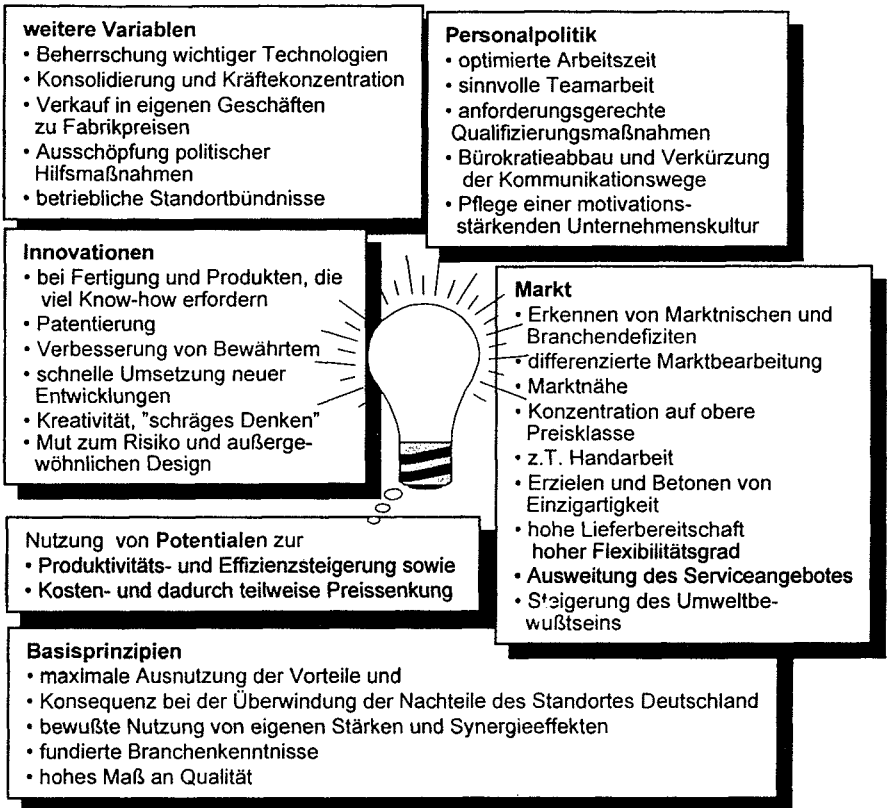 weitere Variablen
• Beherrschung wichtiger Technologien
• Konsolidierung und Kräftekonzentration
• Verkauf in eigenen Geschäften
zu Fabrikpreisen
• Ausschöpfung politischer
Hilfsmaßnahmen
• betriebliche Standortbündnisse
Personalpolitik
• optimierte Arbeitszeit
• sinnvolle Teamarbeit
• anforderungsgerechte
Qualifizierungsmaßnahmen
• Bürokratieabbau und Verkürzung
der Kommunikationswege
• Pflege einer motivations-
stärkenden Unternehmenskultur
Innovationen
• bei Fertigung und Produkten, die
viel Know-how erfordern
• Patentierung
• Verbesserung von Bewährtem
• schnelle Umsetzung neuer
Entwicklungen
• Kreativität, "schräges Denken"
• Mut zum Risiko und außerge-
wöhnlichen Design
Markt
• Erkennen von Marktnischen und
Branchendefiziten
• differenzierte Marktbearbeitung
• Marktnähe
• Konzentration auf obere
Preisklasse
• z.T. Handarbeit
• Erzielen und Betonen von
Einzigartigkeit
• hohe Lieferbereitschaft
hoher Flexibilitätsgrad
• Ausweitung des Serviceangebotes
• Steigerung des Umweltbe-
wußtseins
Nutzung von Potentialen zur
• Produktivitäts- und Effizienzsteigerung sowie
• Kosten- und dadurch teilweise Preissenkung
Basisprinzipien
• maximale Ausnutzung der Vorteile und
• Konsequenz bei der Überwindung der Nachteile des Standortes Deutschland
• bewußte Nutzung von eigenen Stärken und Synergieeffekten
• fundierte Branchenkenntnisse
• hohes Maß an Qualität